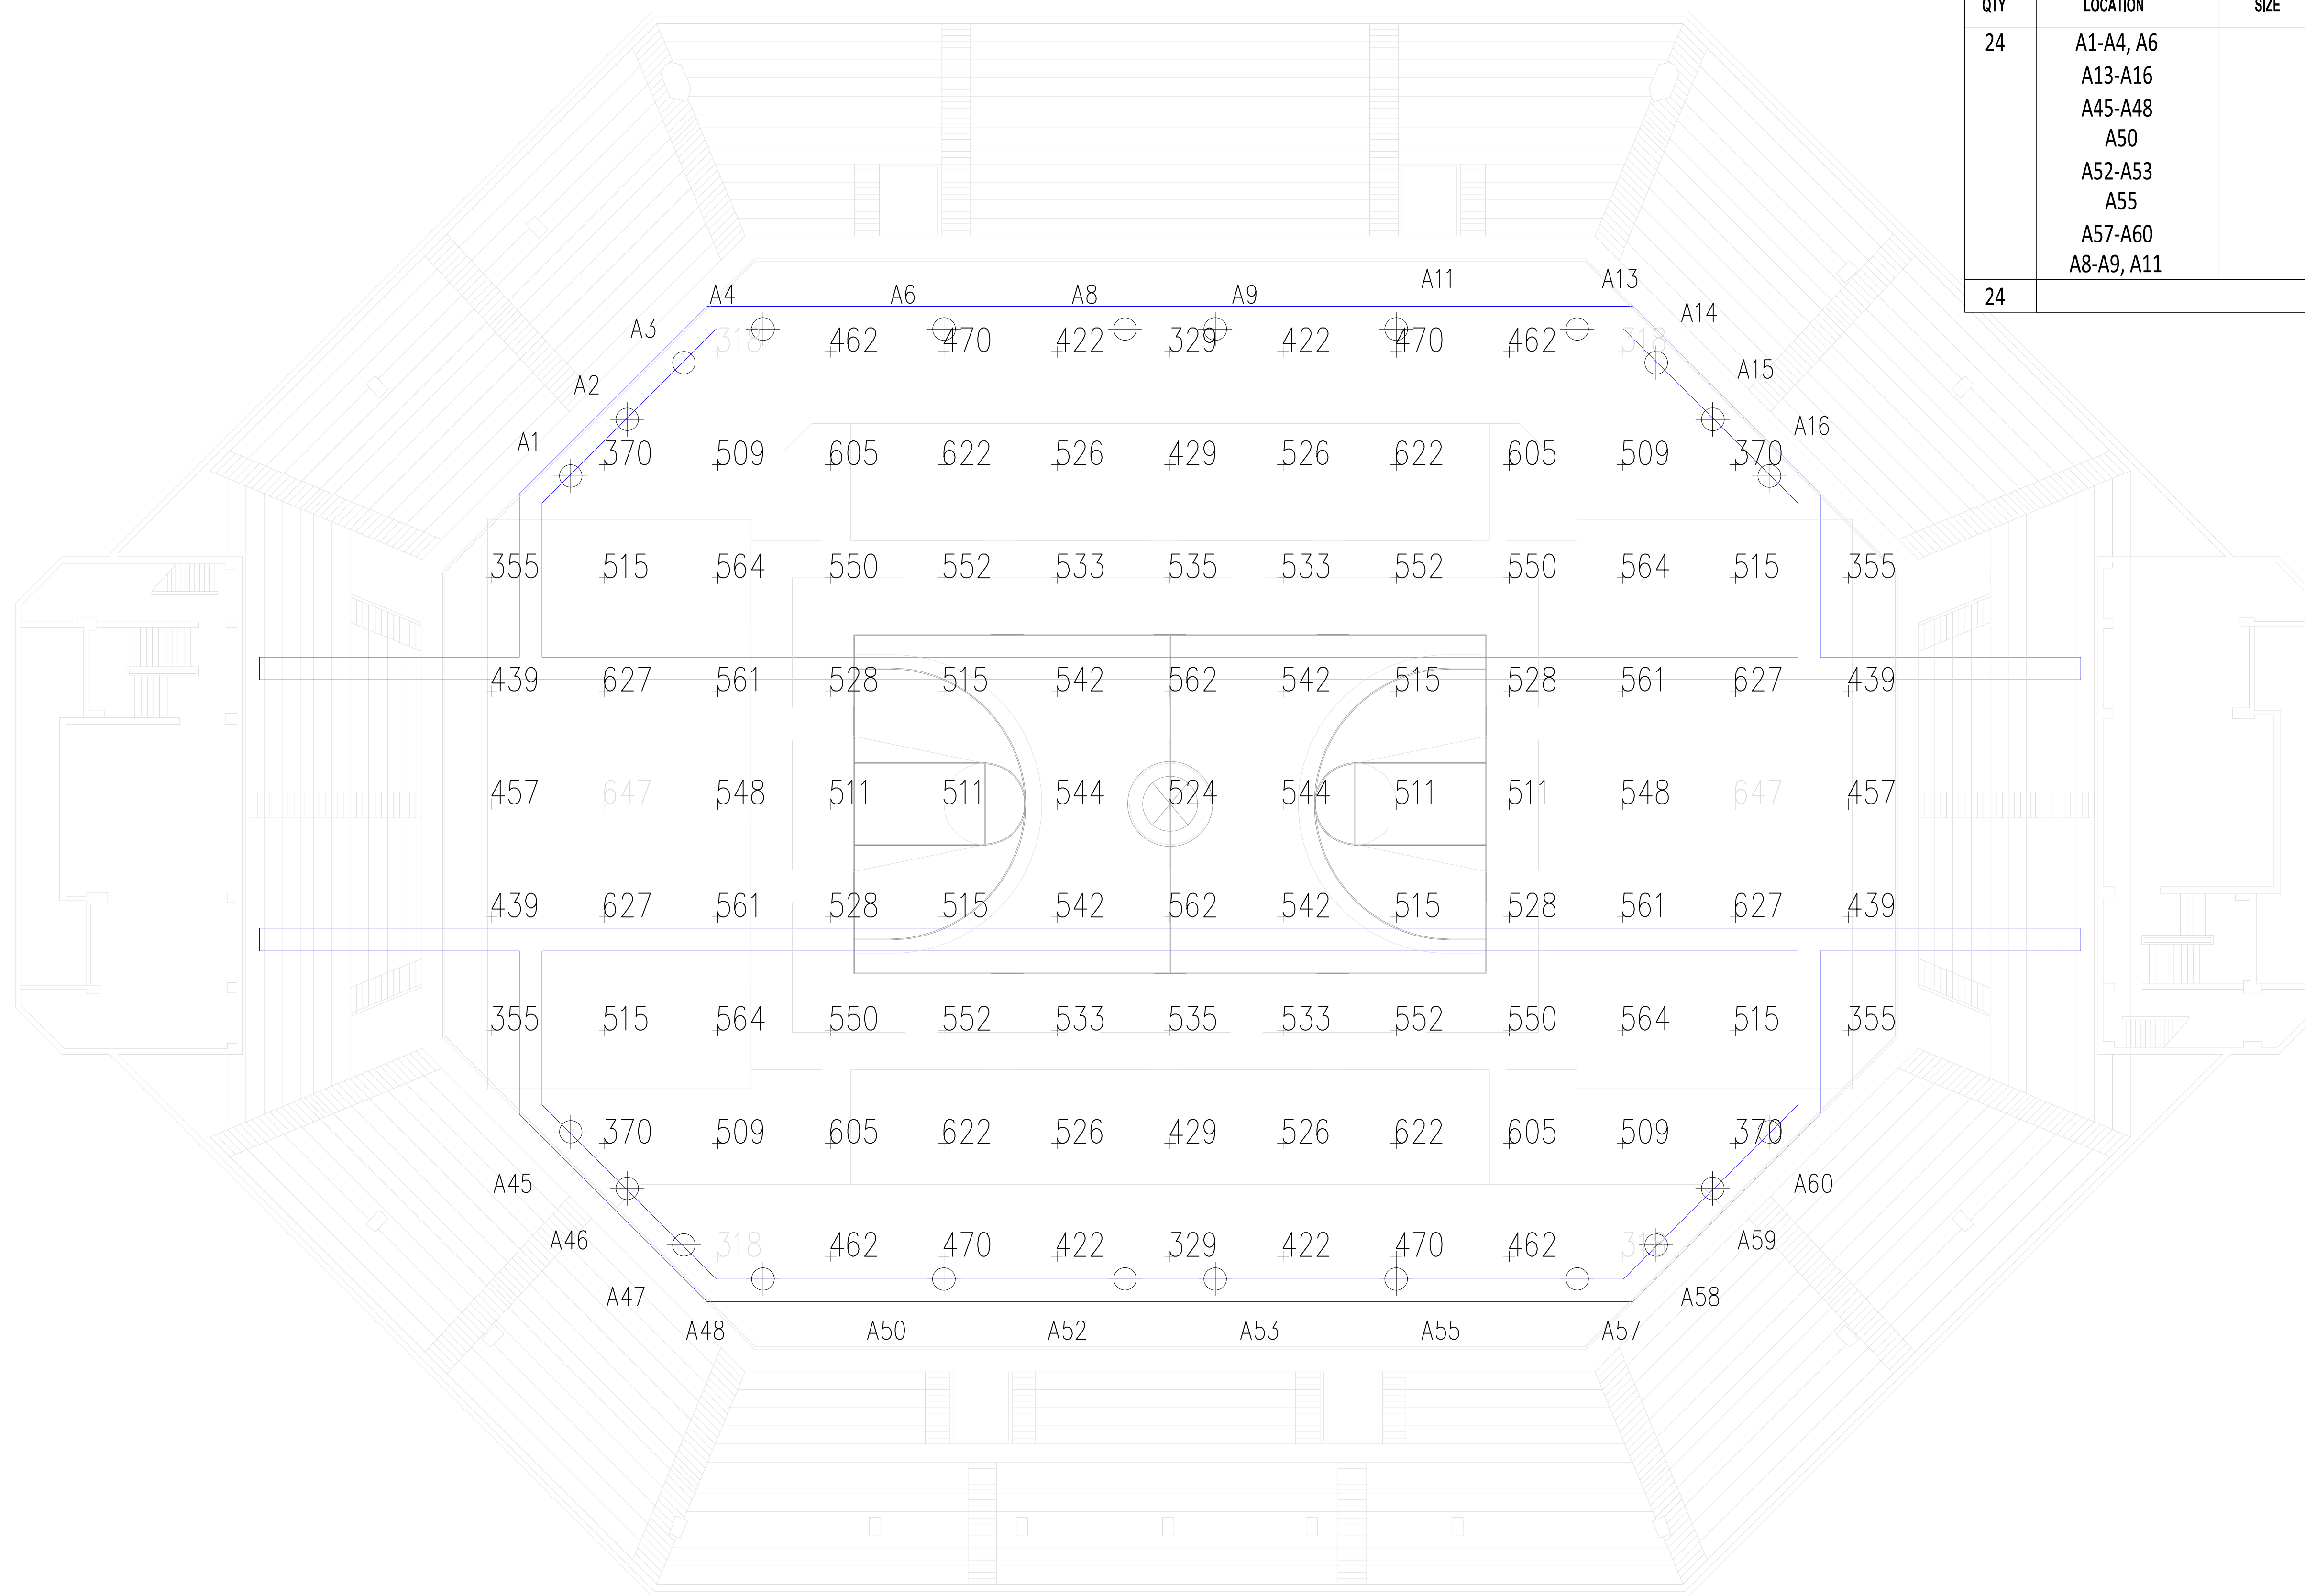 QTY LOCATION SIZE
24 A1-A4, A6
A13-A16
A45-A48
A50
A52-A53
A55
A57-A60
A8-A9, A11
24
A4 A6 A8 A9 A11 A13
A3 A14
A2 A15
A1 A16
318 462 470 422 329 422 470 462 318
370 509 605 622 526 429 526 622 605 509 370
355 515 564 550 552 533 535 533 552 550 564 515 355
439 627 561 528 515 542 562 542 515 528 561 627 439
457 647 548 511 511 544 524 544 511 511 548 647 457
439 627 561 528 515 542 562 542 515 528 561 627 439
355 515 564 550 552 533 535 533 552 550 564 515 355
370 509 605 622 526 429 526 622 605 509 370
318 462 470 422 329 422 470 462 318
A45 A60
A46 A59
A47 A58
A48 A50 A52 A53 A55 A57